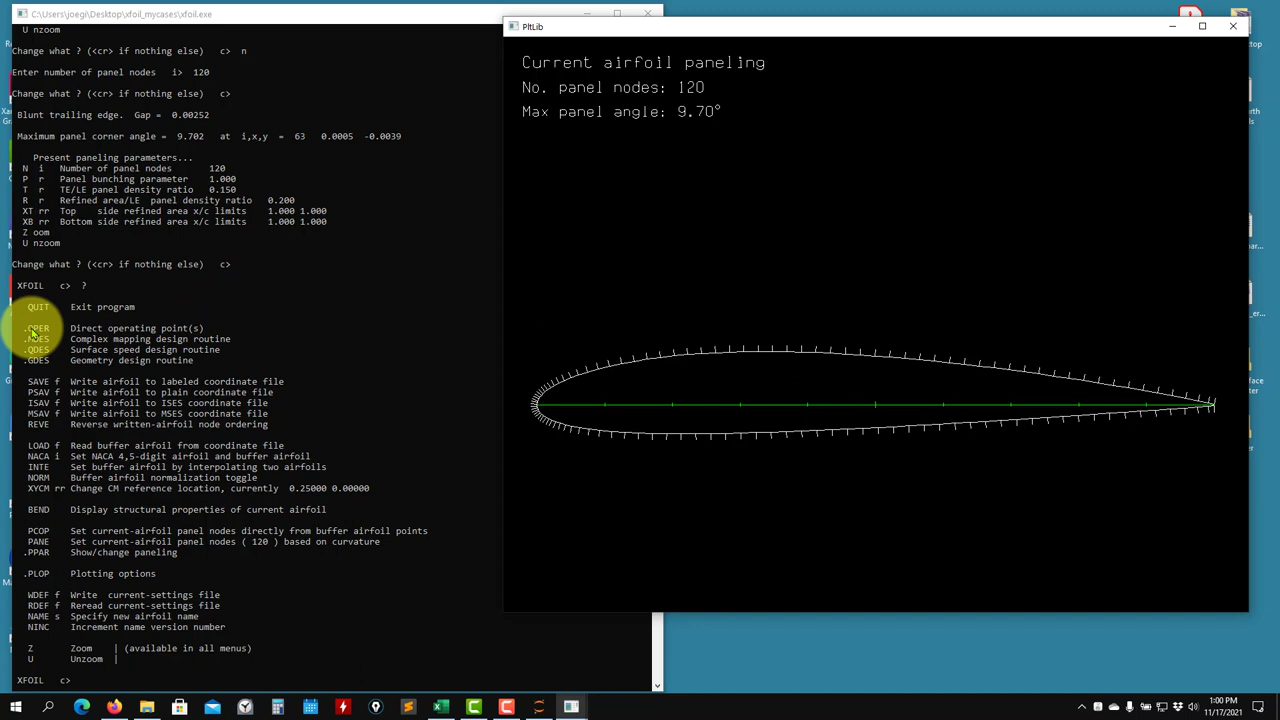 C:\Users\joegi\Desktop\xfoil_mycases\xfoil.exe
U nzoom
Change what ? (<cr> if nothing else)   c>  n
Enter number of panel nodes   i>  120
Change what ? (<cr> if nothing else)   c>
Blunt trailing edge.  Gap =  0.00252
Maximum panel corner angle =  9.702   at  i,x,y  =   63   0.0005  -0.0039
Present paneling parameters...
N  i   Number of panel nodes        120
P  r   Panel bunching parameter   1.000
T  r   TE/LE panel density ratio  0.150
R  r   Refined area/LE  panel density ratio   0.200
XT rr  Top    side refined area x/c limits    1.000 1.000
XB rr  Bottom side refined area x/c limits    1.000 1.000
Z oom
U nzoom
Change what ? (<cr> if nothing else)   c>
XFOIL   c>  ?
QUIT    Exit program
.OPER    Direct operating point(s)
.MDES    Complex mapping design routine
.QDES    Surface speed design routine
.GDES    Geometry design routine
SAVE f  Write airfoil to labeled coordinate file
PSAV f  Write airfoil to plain coordinate file
ISAV f  Write airfoil to ISES coordinate file
MSAV f  Write airfoil to MSES coordinate file
REVE    Reverse written-airfoil node ordering
LOAD f  Read buffer airfoil from coordinate file
NACA i  Set NACA 4,5-digit airfoil and buffer airfoil
INTE    Set buffer airfoil by interpolating two airfoils
NORM    Buffer airfoil normalization toggle
XYCM rr Change CM reference location, currently  0.25000 0.00000
BEND    Display structural properties of current airfoil
PCOP    Set current-airfoil panel nodes directly from buffer airfoil points
PANE    Set current-airfoil panel nodes ( 120 ) based on curvature
.PPAR    Show/change paneling
.PLOP    Plotting options
WDEF f  Write  current-settings file
RDEF f  Reread current-settings file
NAME s  Specify new airfoil name
NINC    Increment name version number
Z       Zoom    | (available in all menus)
U       Unzoom  |
XFOIL   c>
PltLib
Current airfoil paneling
No. panel nodes: 120
Max panel angle: 9.70°
1:00 PM
11/17/2021